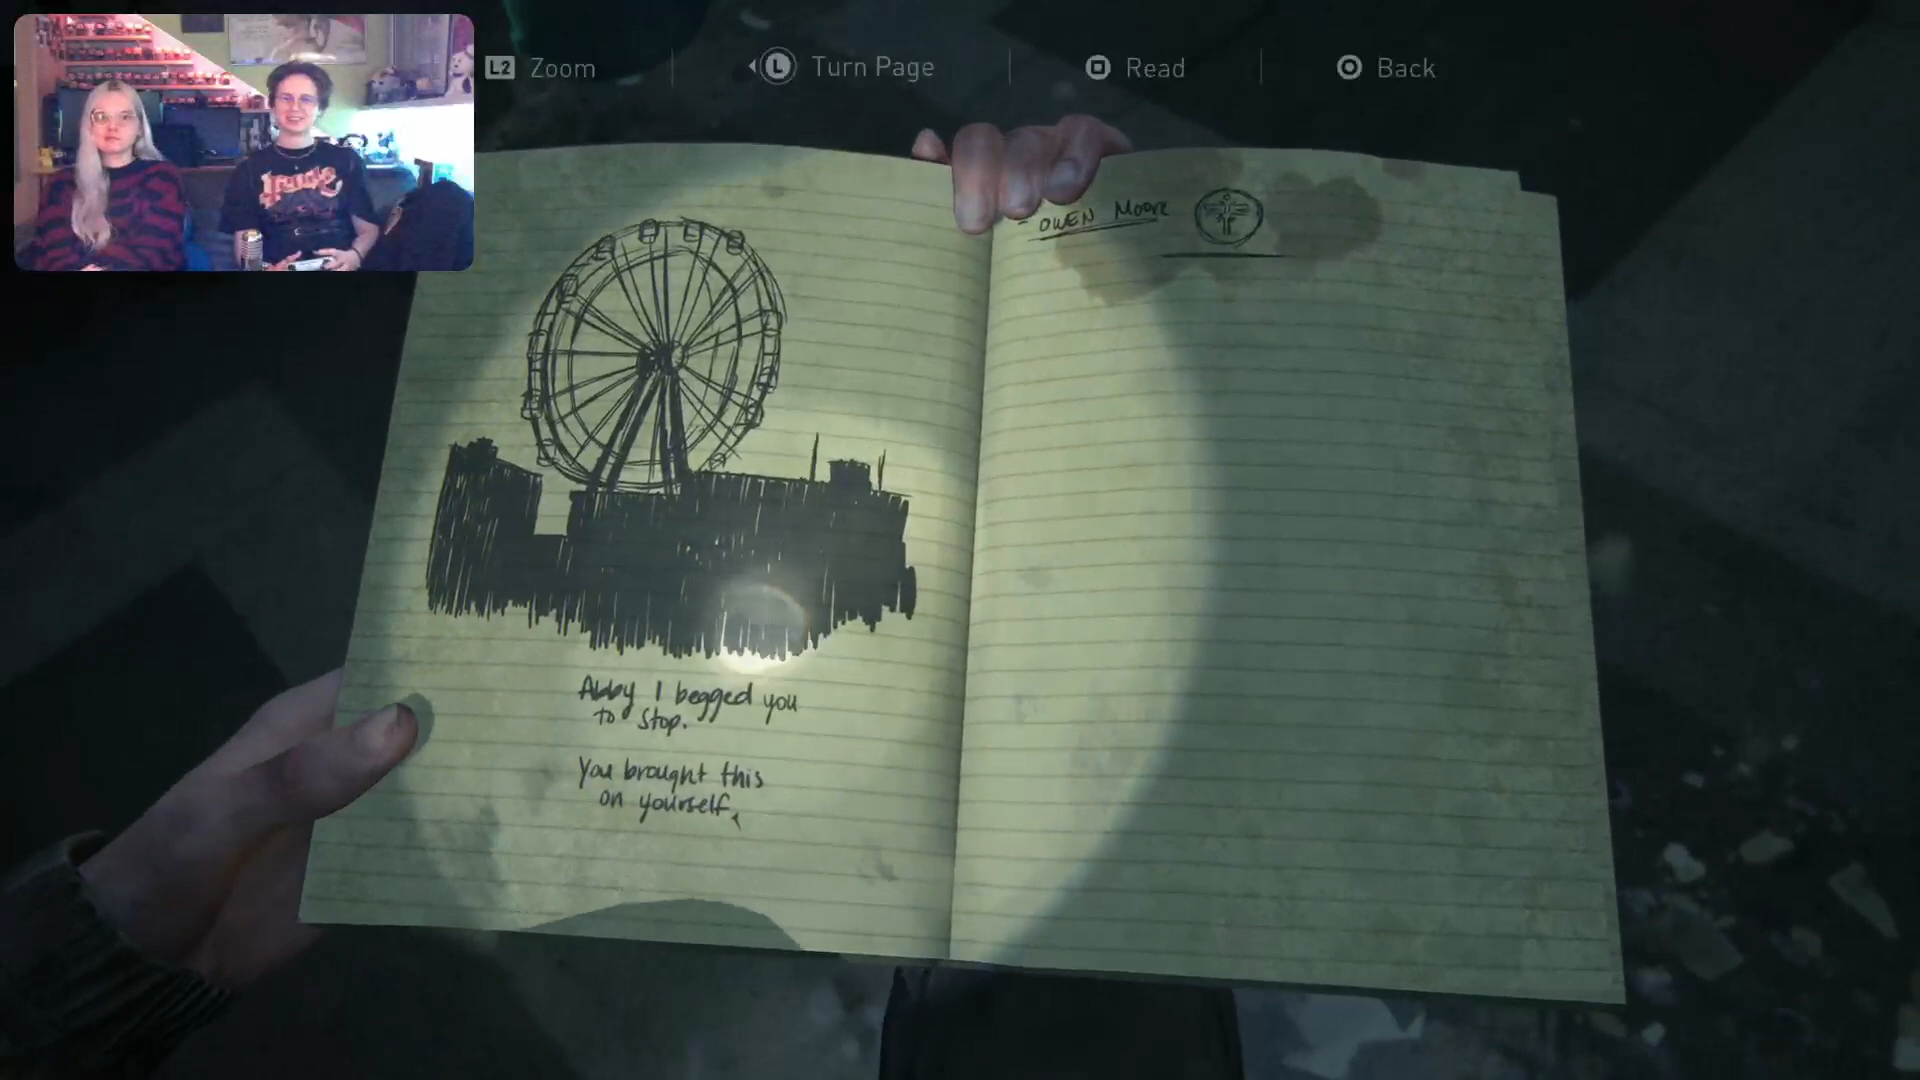 L2 Zoom
L Turn Page
Read
Back
- OWEN Moore
Abby I begged you
to stop.
You brought this
on yourself.